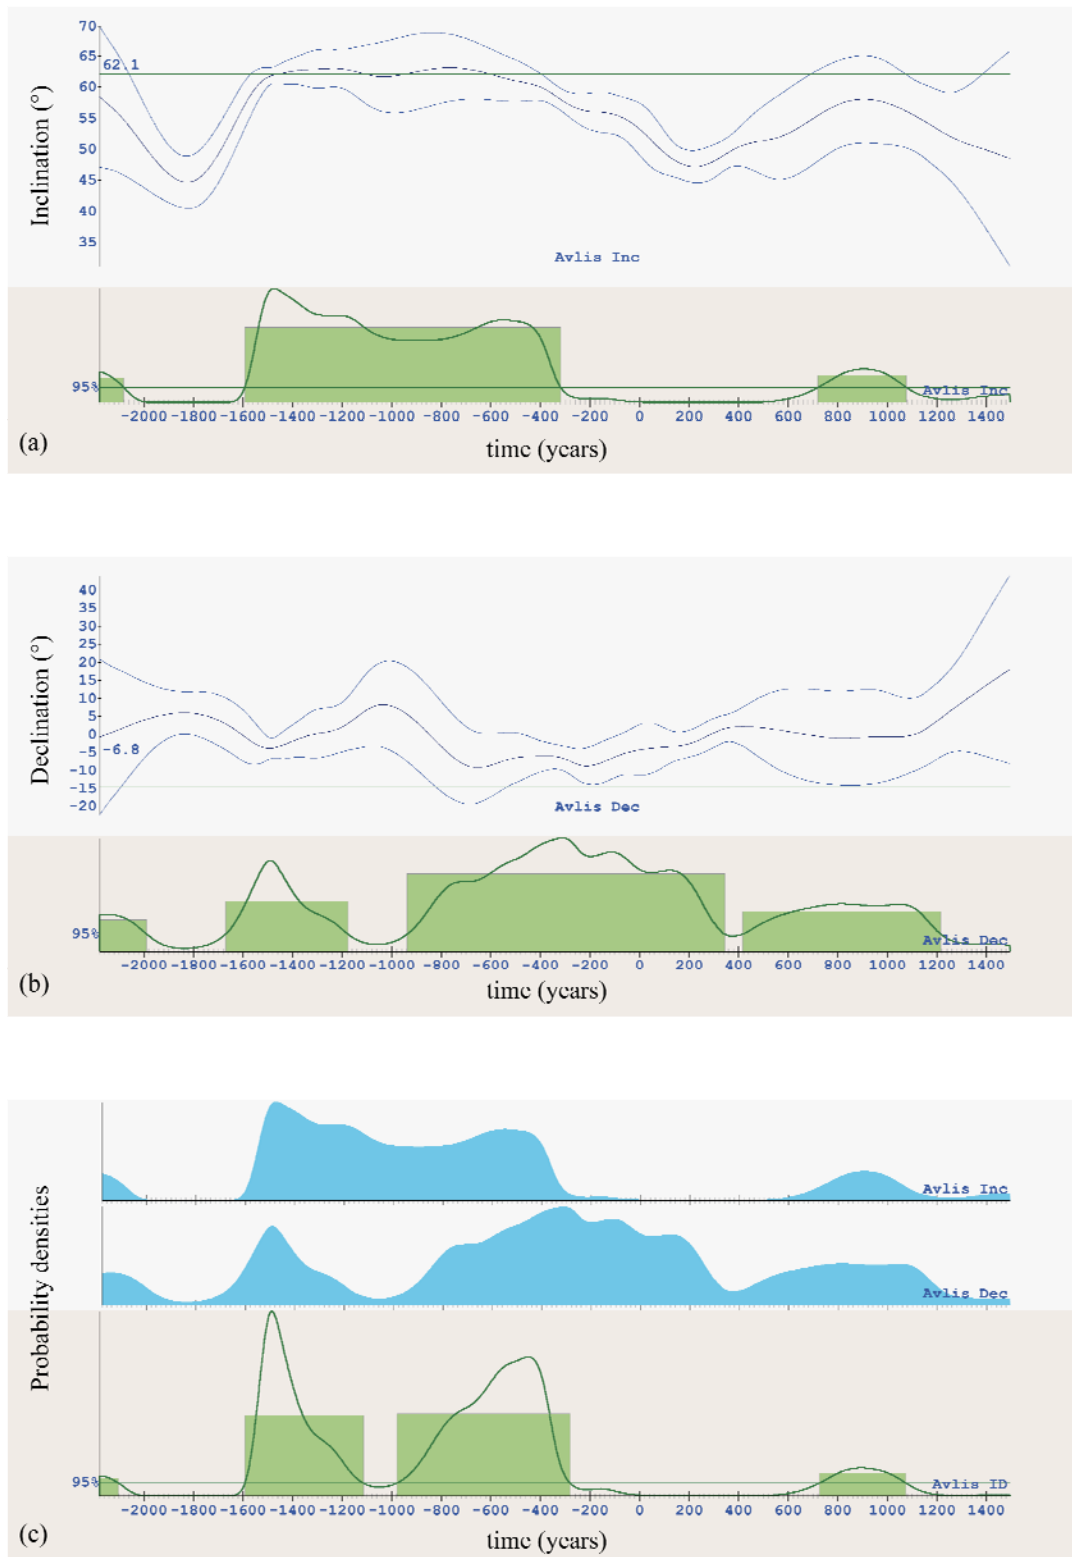 70
65
62.1
60
55
50
45
40
35
Inclination (°)
Avlis Inc
95%
Avlis Inc
-2000 -1800 -1600 -1400 -1200 -1000 -800 -600 -400 -200 0 200 400 600 800 1000 1200 1400
(a)
time (years)
40
35
30
25
20
15
10
5
0
-5
-6.8
-10
-15
-20
Declination (°)
Avlis Dec
95%
Avlis Dec
-2000 -1800 -1600 -1400 -1200 -1000 -800 -600 -400 -200 0 200 400 600 800 1000 1200 1400
(b)
time (years)
Probability densities
Avlis Inc
Avlis Dec
95%
Avlis ID
-2000 -1800 -1600 -1400 -1200 -1000 -800 -600 -400 -200 0 200 400 600 800 1000 1200 1400
(c)
time (years)